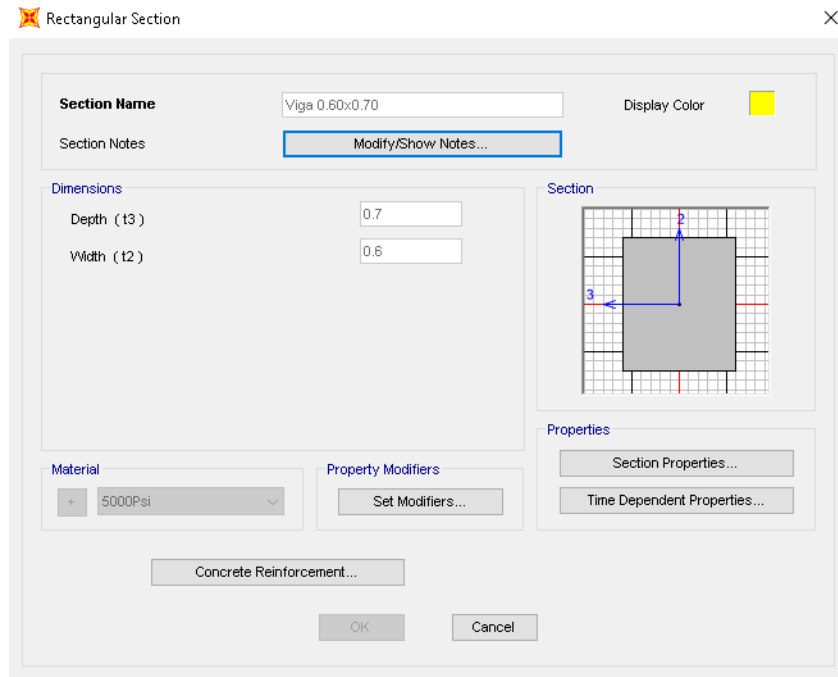 Rectangular Section
Section Name
Viga 0.60x0.70
Display Color
Section Notes
Modify/Show Notes...
Dimensions
Depth ( t3 )
0.7
Width ( t2 )
0.6
Section
2
3
Properties
Section Properties...
Time Dependent Properties...
Material
+
5000Psi
Property Modifiers
Set Modifiers...
Concrete Reinforcement...
OK
Cancel